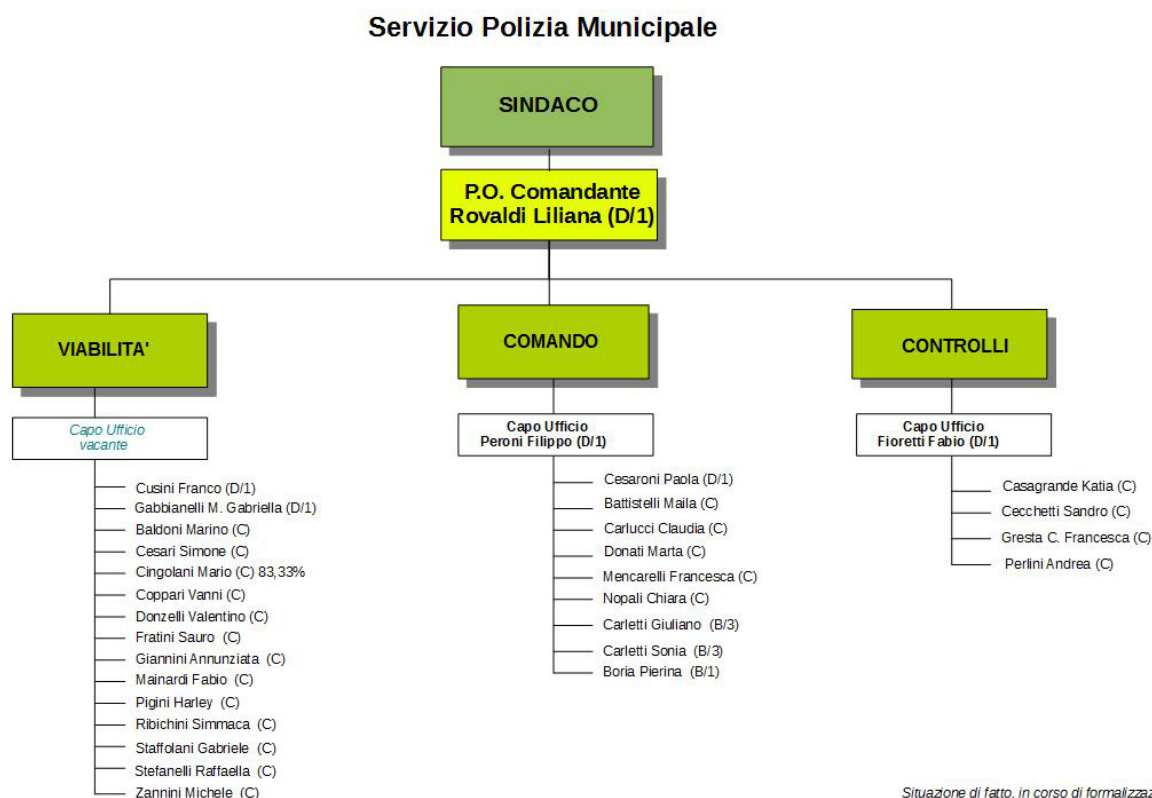 Servizio Polizia Municipale
SINDACO
P.O. Comandante
Rovaldi Liliana (D/1)
VIABILITA'
Capo Ufficio
vacante
Cusini Franco (D/1)
Gabbianelli M. Gabriella (D/1)
Baldoni Marino (C)
Cesari Simone (C)
Cingolani Mario (C) 83,33%
Coppari Vanni (C)
Donzelli Valentino (C)
Fratini Sauro (C)
Giannini Annunziata (C)
Mainardi Fabio (C)
Pigini Harley (C)
Ribichini Simmaca (C)
Staffolani Gabriele (C)
Stefanelli Raffaella (C)
Zannini Michele (C)
COMANDO
Capo Ufficio
Peroni Filippo (D/1)
Cesaroni Paola (D/1)
Battistelli Maila (C)
Carlucci Claudia (C)
Donati Marta (C)
Mencarelli Francesca (C)
Nopali Chiara (C)
Carletti Giuliano (B/3)
Carletti Sonia (B/3)
Boria Pierina (B/1)
CONTROLLI
Capo Ufficio
Fioretti Fabio (D/1)
Casagrande Katia (C)
Cecchetti Sandro (C)
Gresta C. Francesca (C)
Perlini Andrea (C)
Situazione di fatto, in corso di